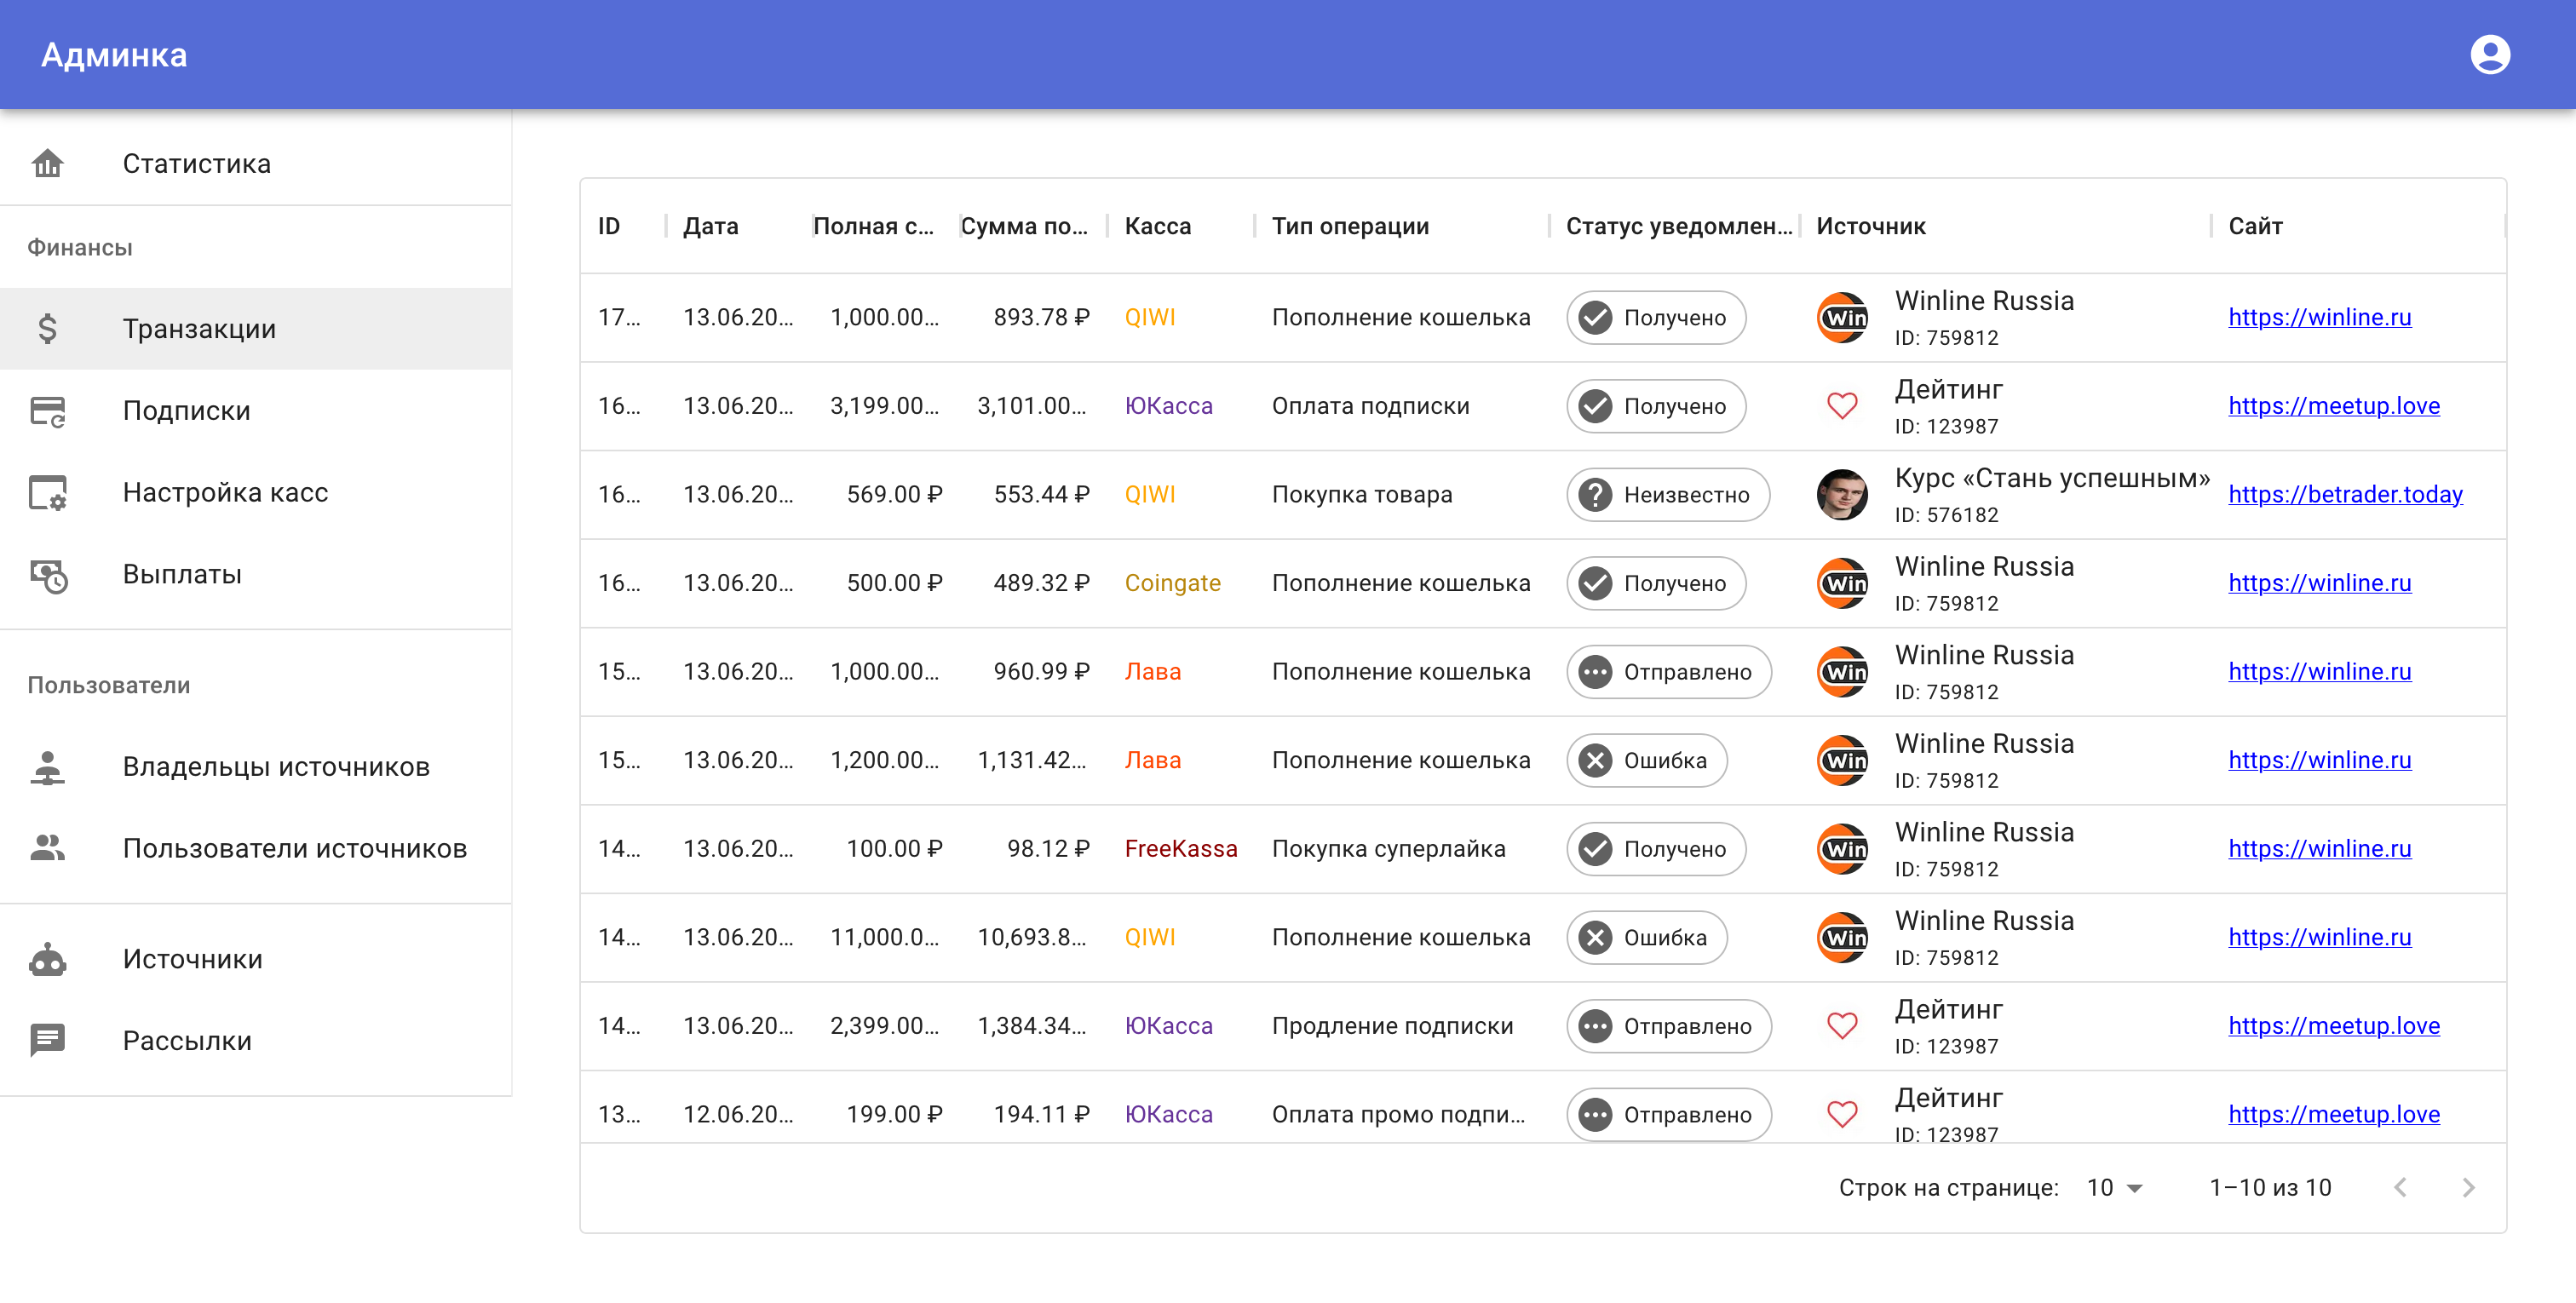 Админка
Статистика
Финансы
Транзакции
Подписки
Настройка касс
Выплаты
Пользователи
Владельцы источников
Пользователи источников
Источники
Рассылки
ID Дата Полная с... Сумма по... Касса Тип операции Статус уведомлен... Источник Сайт
17... 13.06.20... 1,000.00... 893.78 ₽ QIWI Пополнение кошелька Получено Win Winline Russia https://winline.ru
ID: 759812
16... 13.06.20... 3,199.00... 3,101.00... ЮКасса Оплата подписки Получено Дейтинг https://meetup.love
ID: 123987
16... 13.06.20... 569.00 ₽ 553.44 ₽ QIWI Покупка товара Неизвестно Курс «Стань успешным» https://betrader.today
ID: 576182
16... 13.06.20... 500.00 ₽ 489.32 ₽ Coingate Пополнение кошелька Получено Win Winline Russia https://winline.ru
ID: 759812
15... 13.06.20... 1,000.00... 960.99 ₽ Лава Пополнение кошелька Отправлено Win Winline Russia https://winline.ru
ID: 759812
15... 13.06.20... 1,200.00... 1,131.42... Лава Пополнение кошелька Ошибка Win Winline Russia https://winline.ru
ID: 759812
14... 13.06.20... 100.00 ₽ 98.12 ₽ FreeKassa Покупка суперлайка Получено Win Winline Russia https://winline.ru
ID: 759812
14... 13.06.20... 11,000.0... 10,693.8... QIWI Пополнение кошелька Ошибка Win Winline Russia https://winline.ru
ID: 759812
14... 13.06.20... 2,399.00... 1,384.34... ЮКасса Продление подписки Отправлено Дейтинг https://meetup.love
ID: 123987
13... 12.06.20... 199.00 ₽ 194.11 ₽ ЮКасса Оплата промо подпи... Отправлено Дейтинг https://meetup.love
ID: 123987
Строк на странице: 10 1–10 из 10